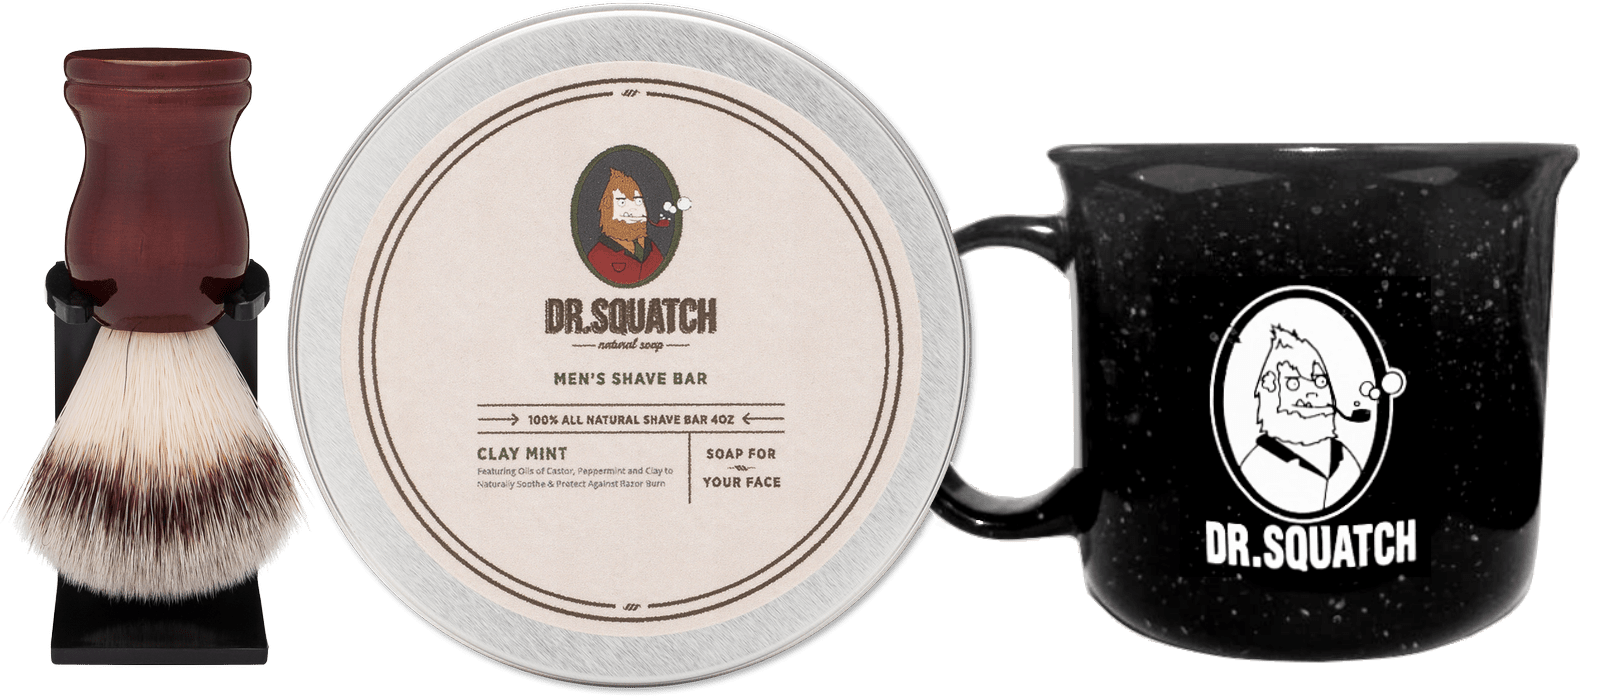 DR.SQUATCH
natural soap
MEN'S SHAVE BAR
100% ALL NATURAL SHAVE BAR 4OZ
CLAY MINT
Featuring Oils of Castor, Peppermint and Clay to
Naturally Soothe & Protect Against Razor Burn
SOAP FOR
YOUR FACE
DR.SQUATCH